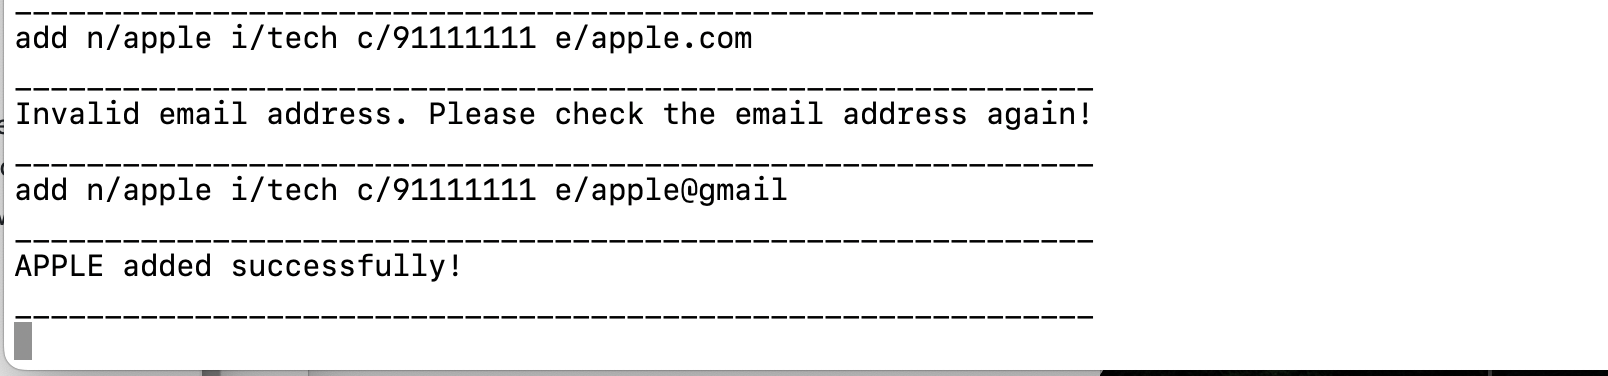 ____________________________________________________________
add n/apple i/tech c/91111111 e/apple.com
____________________________________________________________
Invalid email address. Please check the email address again!
____________________________________________________________
add n/apple i/tech c/91111111 e/apple@gmail
____________________________________________________________
APPLE added successfully!
____________________________________________________________